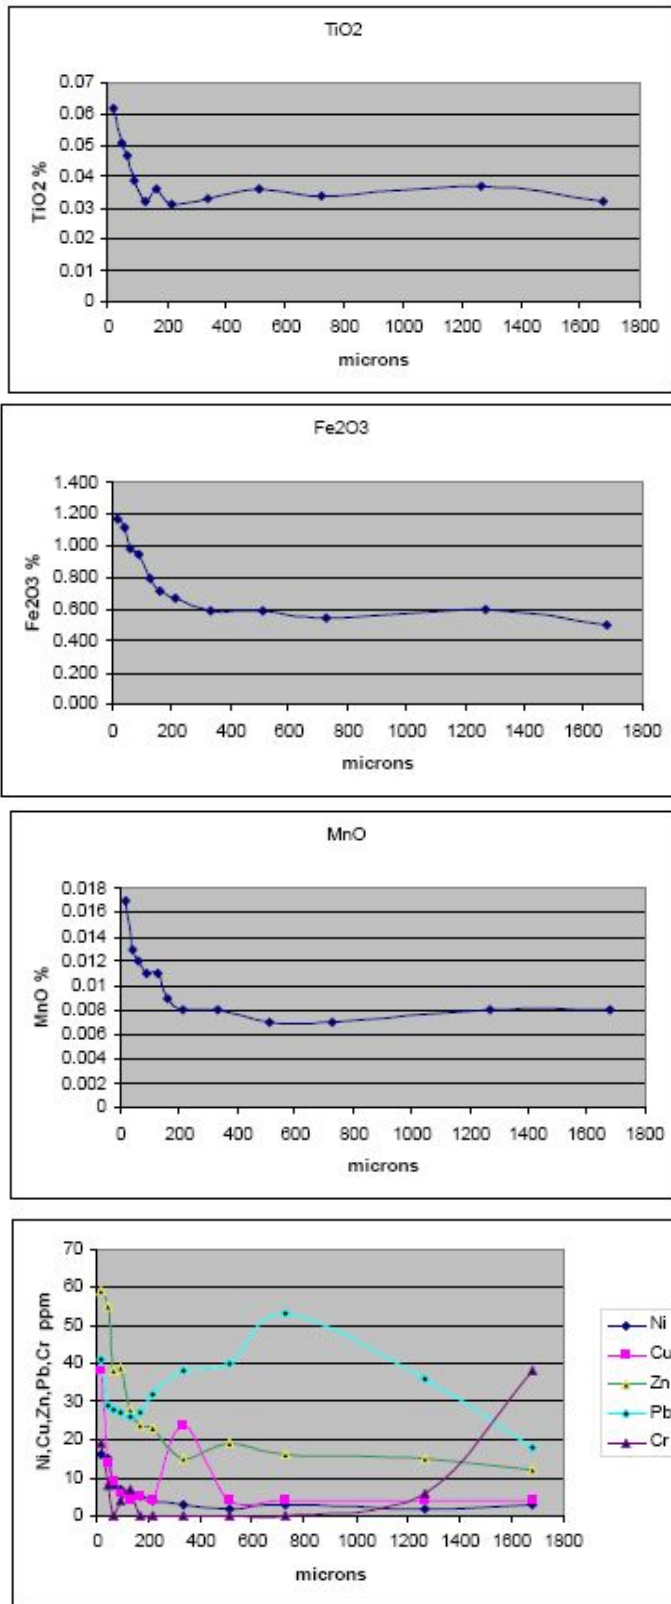 TiO2
0.07
0.06
0.05
0.04
0.03
0.02
0.01
0
TiO2 %
0 200 400 600 800 1000 1200 1400 1600 1800
microns
Fe2O3
1.400
1.200
1.000
0.800
0.600
0.400
0.200
0.000
Fe2O3 %
0 200 400 600 800 1000 1200 1400 1600 1800
microns
MnO
0.018
0.016
0.014
0.012
0.01
0.008
0.006
0.004
0.002
0
MnO %
0 200 400 600 800 1000 1200 1400 1600 1800
microns
70
60
50
40
30
20
10
0
Ni,Cu,Zn,Pb,Cr ppm
0 200 400 600 800 1000 1200 1400 1600 1800
microns
Ni
Cu
Zn
Pb
Cr